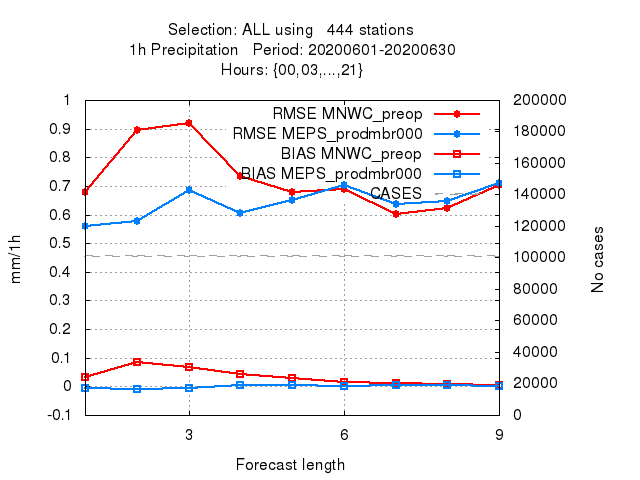 Selection: ALL using   444 stations
1h Precipitation   Period: 20200601-20200630
Hours: {00,03,...,21}
1 200000
RMSE MNWC_preop
0.9 180000
RMSE MEPS_prodmbr000
BIAS MNWC_preop
0.8 160000
BIAS MEPS_prodmbr000
0.7 140000
CASES
0.6 120000
0.5 100000
0.4 80000
0.3 60000
0.2 40000
0.1 20000
0
-0.1 0
3 6 9
Forecast length
mm/1h
No cases